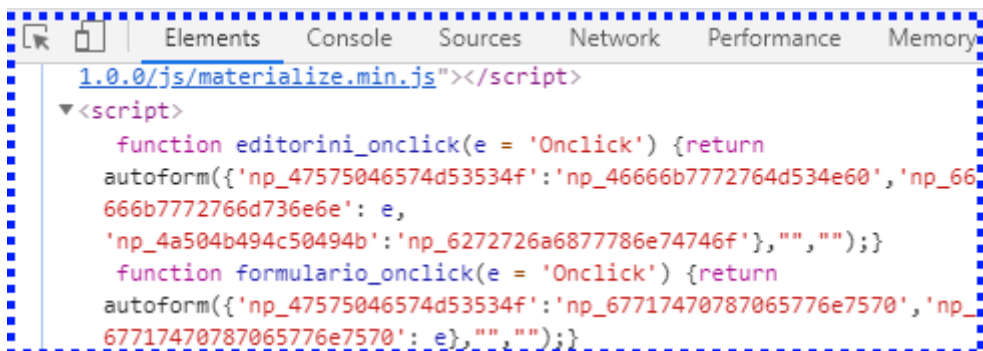 Elements Console Sources Network Performance Memory
1.0.0/js/materialize.min.js"></script>
▼<script>
function editorini_onclick(e = 'Onclick') {return
autoform({'np_47575046574d53534f':'np_46666b7772764d534e60','np_66
666b7772766d736e6e': e,
'np_4a504b494c50494b':'np_6272726a6877786e74746f'},"","");}
function formulario_onclick(e = 'Onclick') {return
autoform({'np_47575046574d53534f':'np_67717470787065776e7570','np_
67717470787065776e7570': e},"","");}